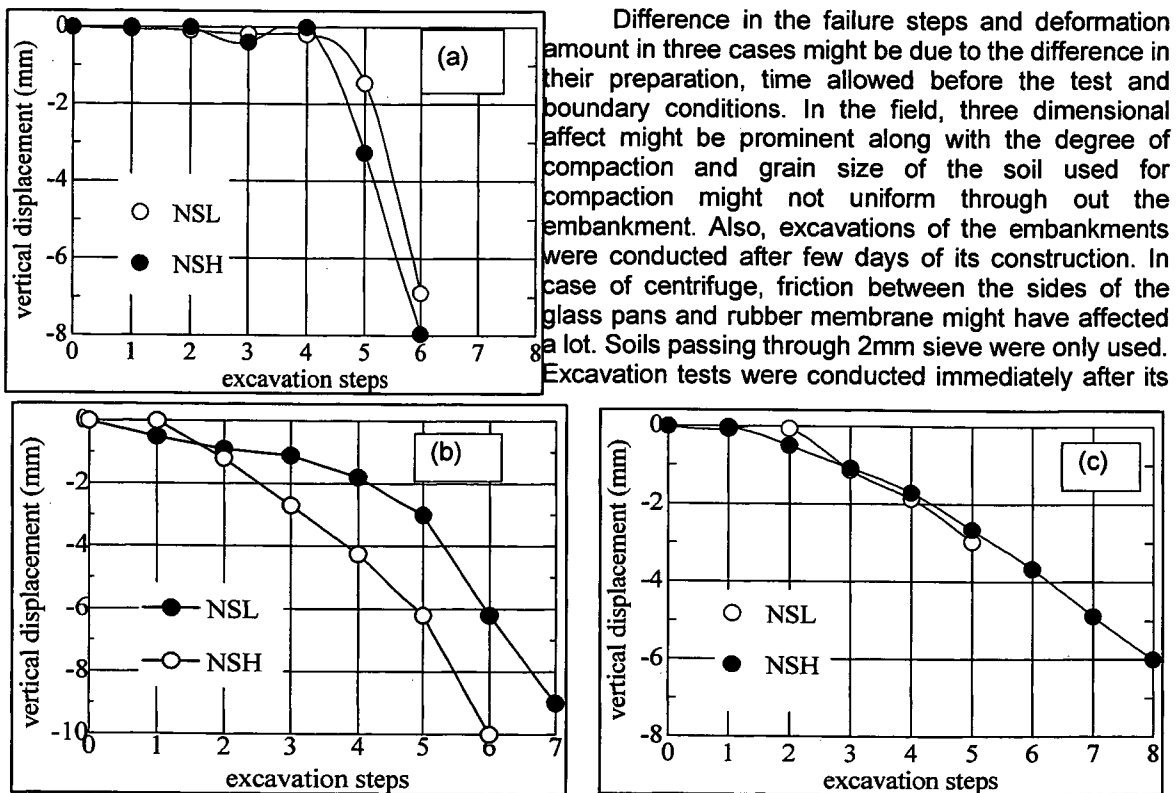 0
-2
-4
-6
-8
vertical displacement (mm)
(a)
NSL
NSH
0 1 2 3 4 5 6 7 8
excavation steps
Difference in the failure steps and deformation
amount in three cases might be due to the difference in
their preparation, time allowed before the test and
boundary conditions. In the field, three dimensional
affect might be prominent along with the degree of
compaction and grain size of the soil used for
compaction might not uniform through out the
embankment. Also, excavations of the embankments
were conducted after few days of its construction. In
case of centrifuge, friction between the sides of the
glass pans and rubber membrane might have affected
a lot. Soils passing through 2mm sieve were only used.
Excavation tests were conducted immediately after its
0
-2
-4
-6
-8
-10
vertical displacement (mm)
(b)
NSL
NSH
0 1 2 3 4 5 6 7
excavation steps
0
-2
-4
-6
-8
vertical displacement (mm)
(c)
NSL
NSH
0 1 2 3 4 5 6 7 8
excavation steps